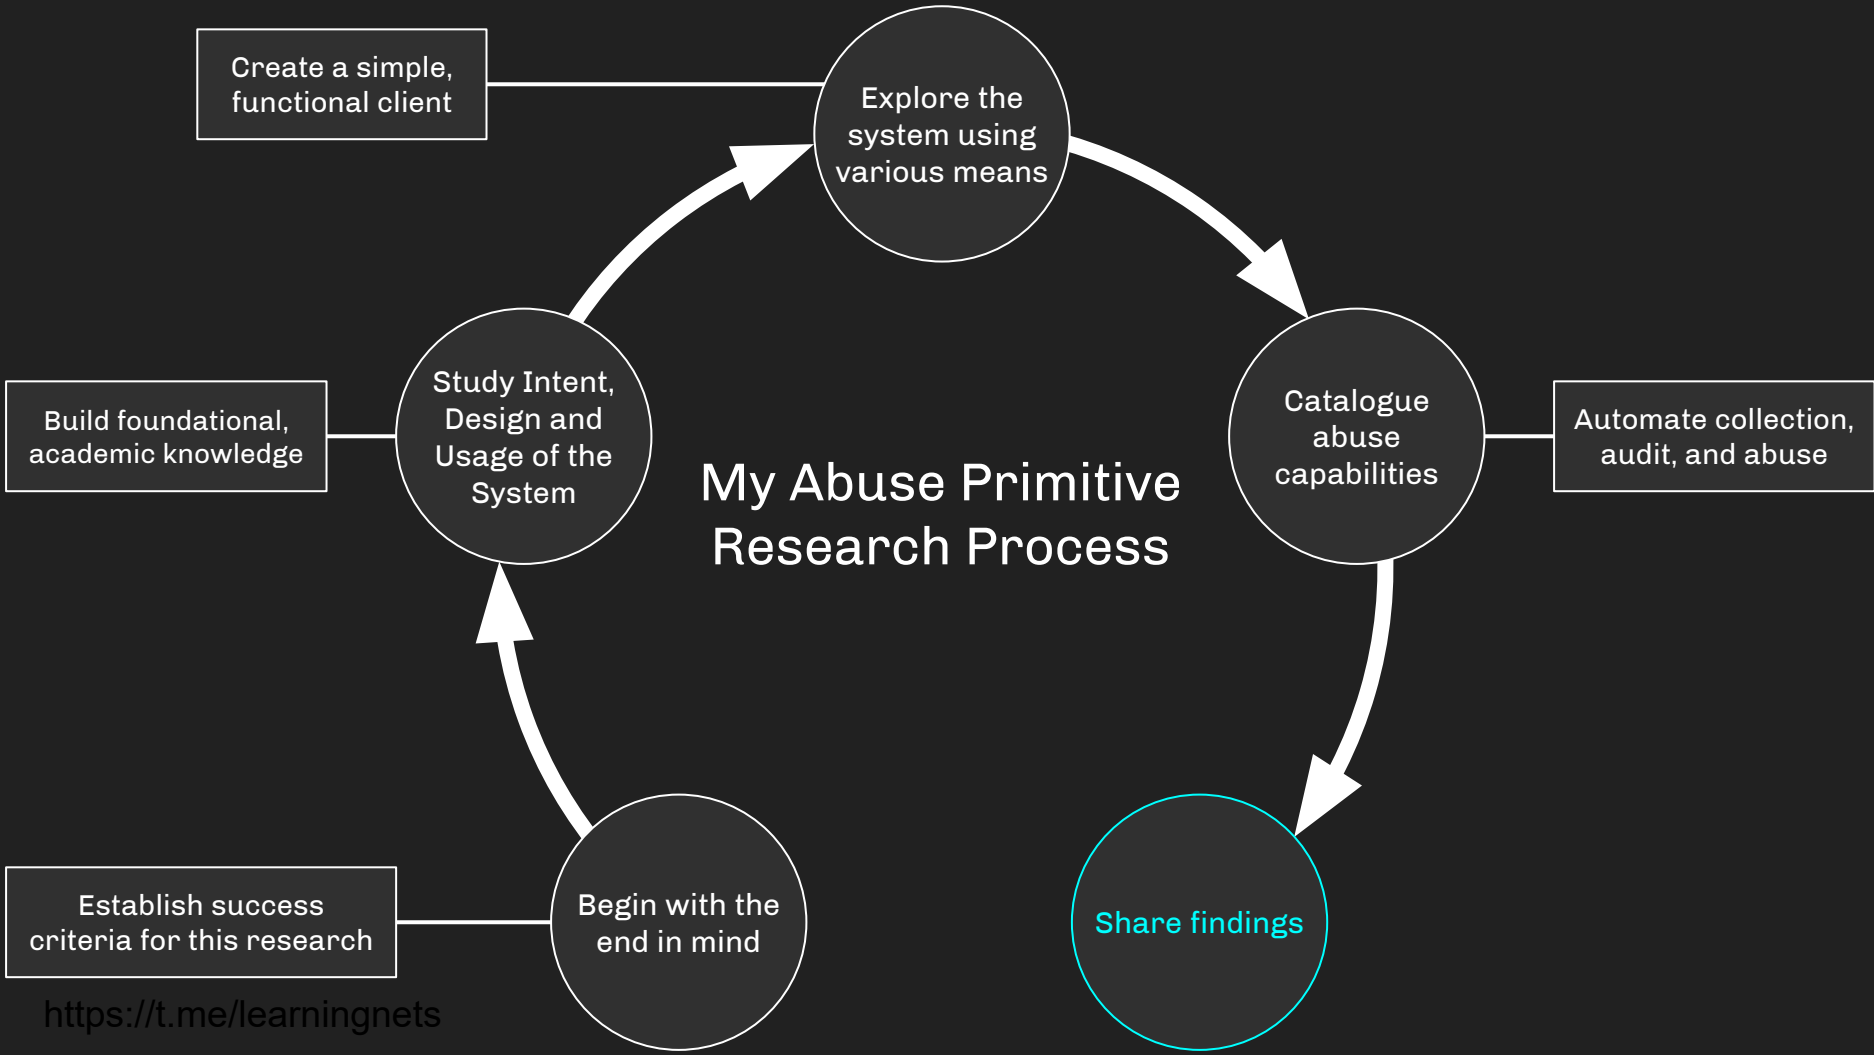 Create a simple,
functional client
Explore the
system using
various means
Study Intent,
Design and
Usage of the
System
Build foundational,
academic knowledge
Catalogue
abuse
capabilities
Automate collection,
audit, and abuse
My Abuse Primitive
Research Process
Establish success
criteria for this research
Begin with the
end in mind
Share findings
https://t.me/learningnets